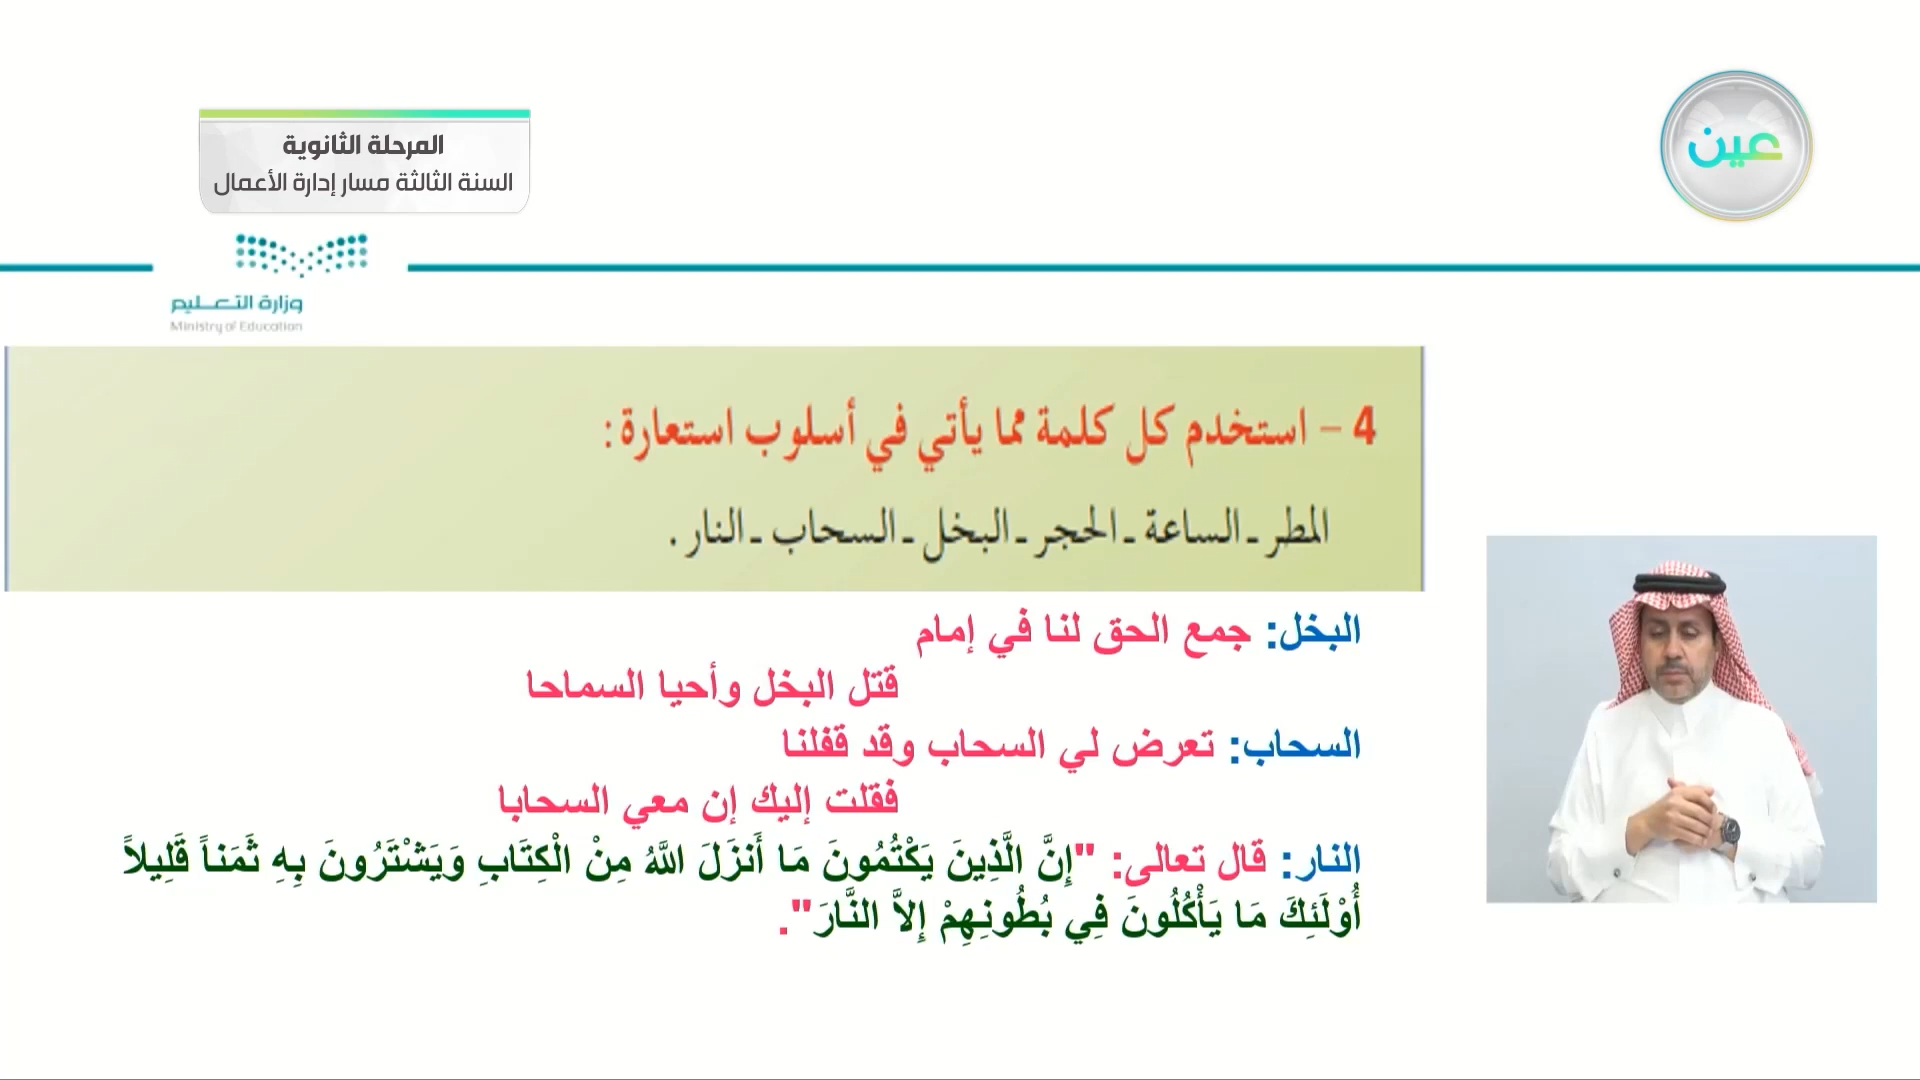 المرحلة الثانوية
السنة الثالثة مسار إدارة الأعمال
عين
وزارة التعـــليم
Ministry of Education
4 – استخدم كل كلمة مما يأتي في أسلوب استعارة:
المطر ـ الساعة ـ الحجر ـ البخل ـ السحاب ـ النار .
البخل: جمع الحق لنا في إمام
قتل البخل وأحيا السماحا
السحاب: تعرض لي السحاب وقد قفلنا
فقلت إليك إن معي السحابا
النار: قال تعالى: "إِنَّ الَّذِينَ يَكْتُمُونَ مَا أَنزَلَ اللَّهُ مِنْ الْكِتَابِ وَيَشْتَرُونَ بِهِ ثَمَناً قَلِيلاً
أُوْلَئِكَ مَا يَأْكُلُونَ فِي بُطُونِهِمْ إِلاَّ النَّارَ".